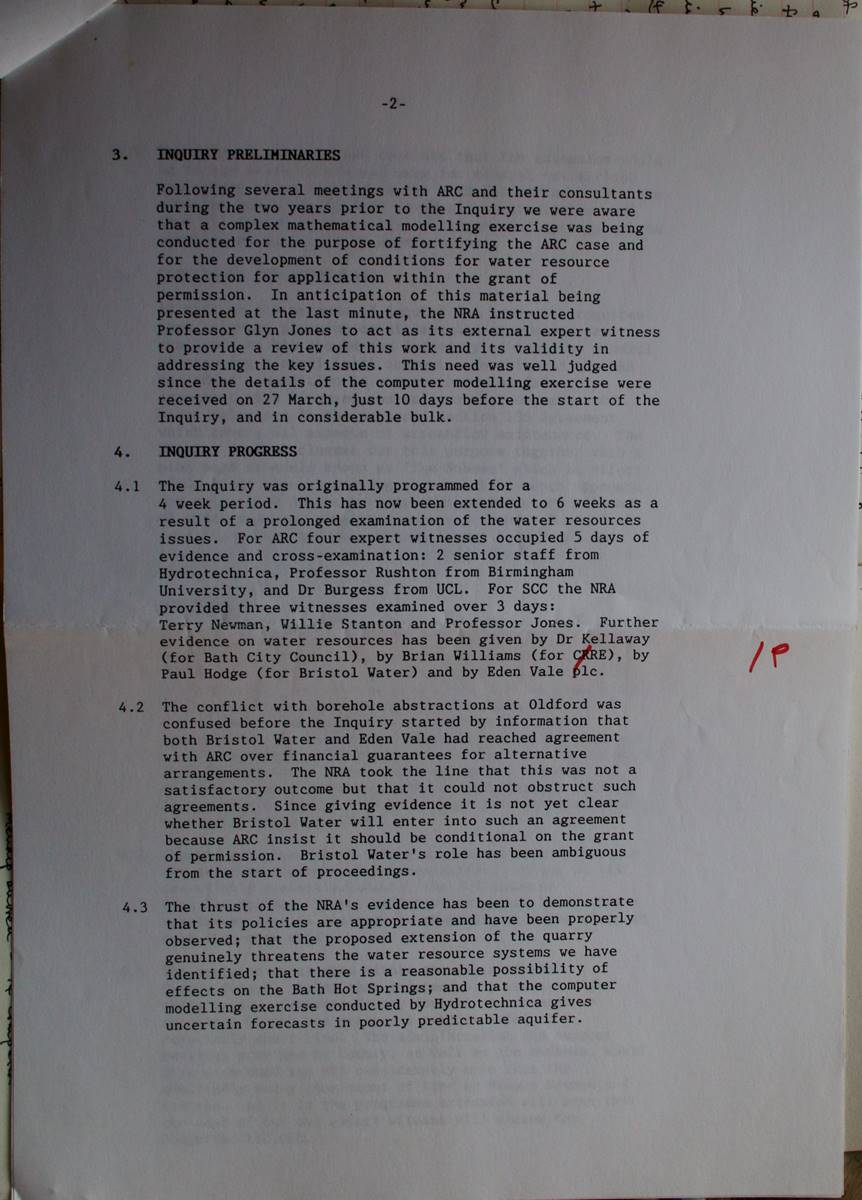 -2-
3. INQUIRY PRELIMINARIES
Following several meetings with ARC and their consultants
during the two years prior to the Inquiry we were aware
that a complex mathematical modelling exercise was being
conducted for the purpose of fortifying the ARC case and
for the development of conditions for water resource
protection for application within the grant of
permission. In anticipation of this material being
presented at the last minute, the NRA instructed
Professor Glyn Jones to act as its external expert witness
to provide a review of this work and its validity in
addressing the key issues. This need was well judged
since the details of the computer modelling exercise were
received on 27 March, just 10 days before the start of the
Inquiry, and in considerable bulk.
4. INQUIRY PROGRESS
4.1 The Inquiry was originally programmed for a
4 week period. This has now been extended to 6 weeks as a
result of a prolonged examination of the water resources
issues. For ARC four expert witnesses occupied 5 days of
evidence and cross-examination: 2 senior staff from
Hydrotechnica, Professor Rushton from Birmingham
University, and Dr Burgess from UCL. For SCC the NRA
provided three witnesses examined over 3 days:
Terry Newman, Willie Stanton and Professor Jones. Further
evidence on water resources has been given by Dr Kellaway
(for Bath City Council), by Brian Williams (for CRRE), by
Paul Hodge (for Bristol Water) and by Eden Vale plc.
/P
4.2 The conflict with borehole abstractions at Oldford was
confused before the Inquiry started by information that
both Bristol Water and Eden Vale had reached agreement
with ARC over financial guarantees for alternative
arrangements. The NRA took the line that this was not a
satisfactory outcome but that it could not obstruct such
agreements. Since giving evidence it is not yet clear
whether Bristol Water will enter into such an agreement
because ARC insist it should be conditional on the grant
of permission. Bristol Water's role has been ambiguous
from the start of proceedings.
4.3 The thrust of the NRA's evidence has been to demonstrate
that its policies are appropriate and have been properly
observed; that the proposed extension of the quarry
genuinely threatens the water resource systems we have
identified; that there is a reasonable possibility of
effects on the Bath Hot Springs; and that the computer
modelling exercise conducted by Hydrotechnica gives
uncertain forecasts in poorly predictable aquifer.